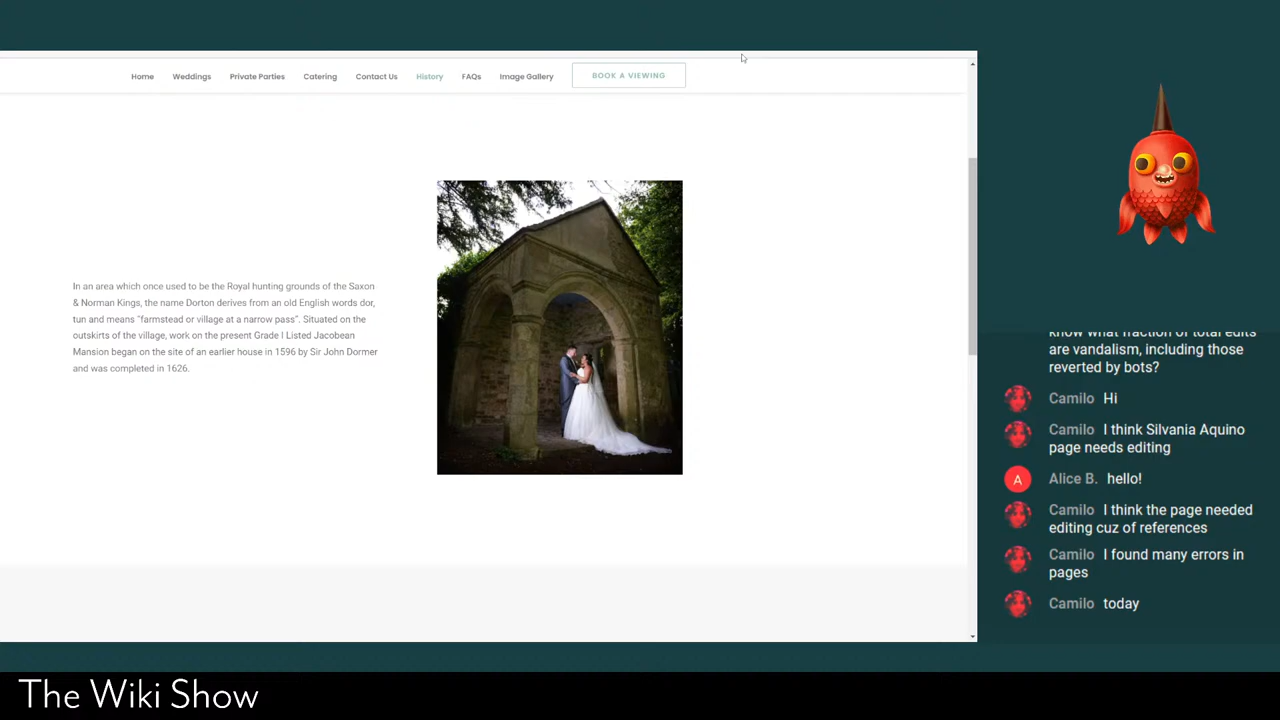 Home Weddings Private Parties Catering Contact Us History FAQs Image Gallery BOOK A VIEWING
In an area which once used to be the Royal hunting grounds of the Saxon
& Norman Kings, the name Dorton derives from an old English words dor,
tun and means "farmstead or village at a narrow pass". Situated on the
outskirts of the village, work on the present Grade I Listed Jacobean
Mansion began on the site of an earlier house in 1596 by Sir John Dormer
and was completed in 1626.
know what fraction of total edits
are vandalism, including those
reverted by bots?
Camilo Hi
Camilo I think Silvania Aquino
page needs editing
A Alice B. hello!
Camilo I think the page needed
editing cuz of references
Camilo I found many errors in
pages
Camilo today
The Wiki Show